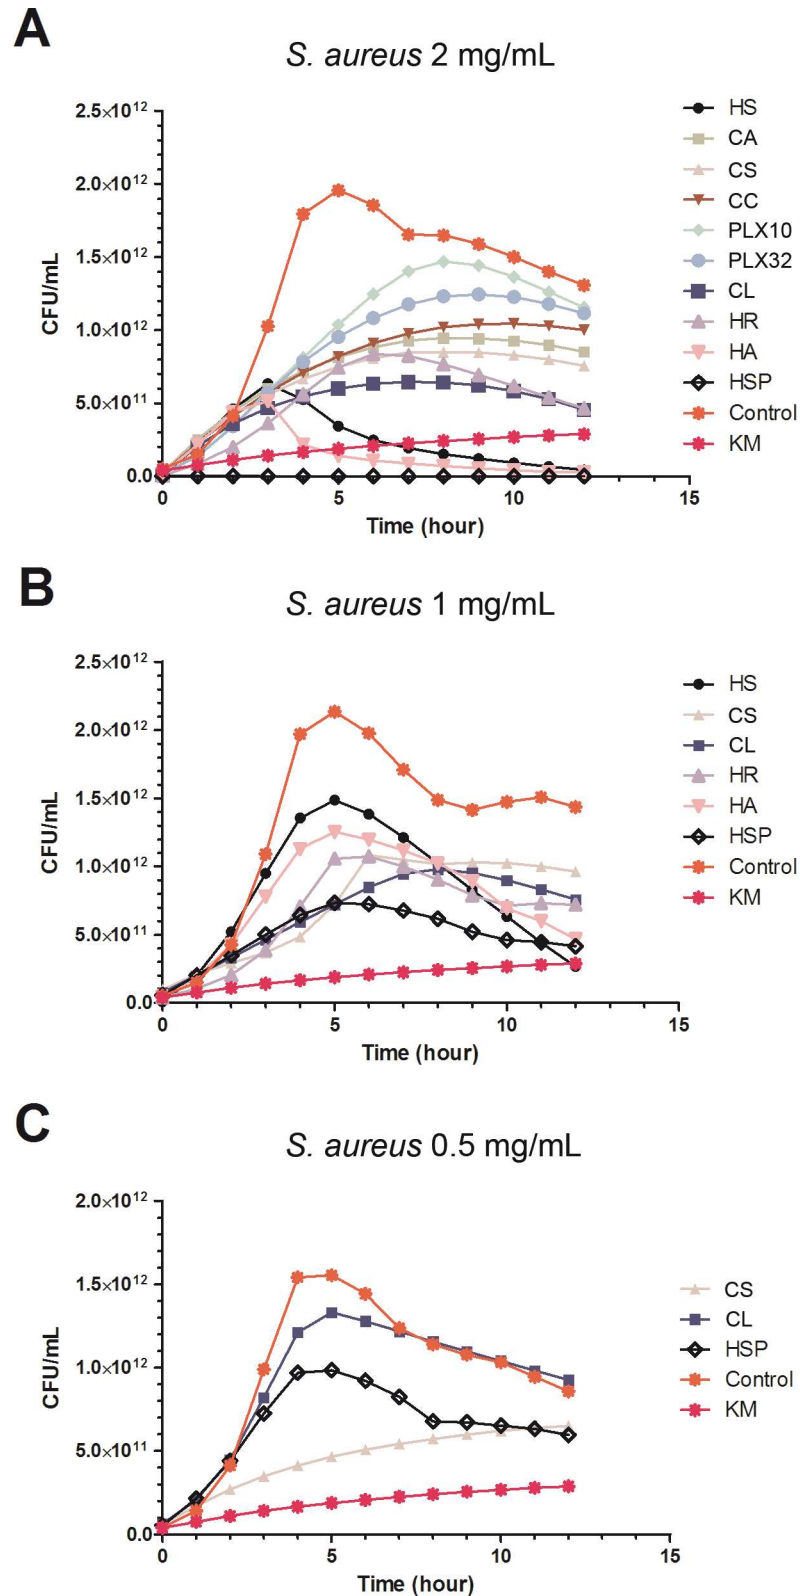 A
S. aureus 2 mg/mL
2.5×10¹²
2.0×10¹²
1.5×10¹²
1.0×10¹²
5.0×10¹¹
0.0
CFU/mL
0 5 10 15
Time (hour)
HS
CA
CS
CC
PLX10
PLX32
CL
HR
HA
HSP
Control
KM
B
S. aureus 1 mg/mL
2.5×10¹²
2.0×10¹²
1.5×10¹²
1.0×10¹²
5.0×10¹¹
0.0
CFU/mL
0 5 10 15
Time (hour)
HS
CS
CL
HR
HA
HSP
Control
KM
C
S. aureus 0.5 mg/mL
2.0×10¹²
1.5×10¹²
1.0×10¹²
5.0×10¹¹
0.0
CFU/mL
0 5 10 15
Time (hour)
CS
CL
HSP
Control
KM